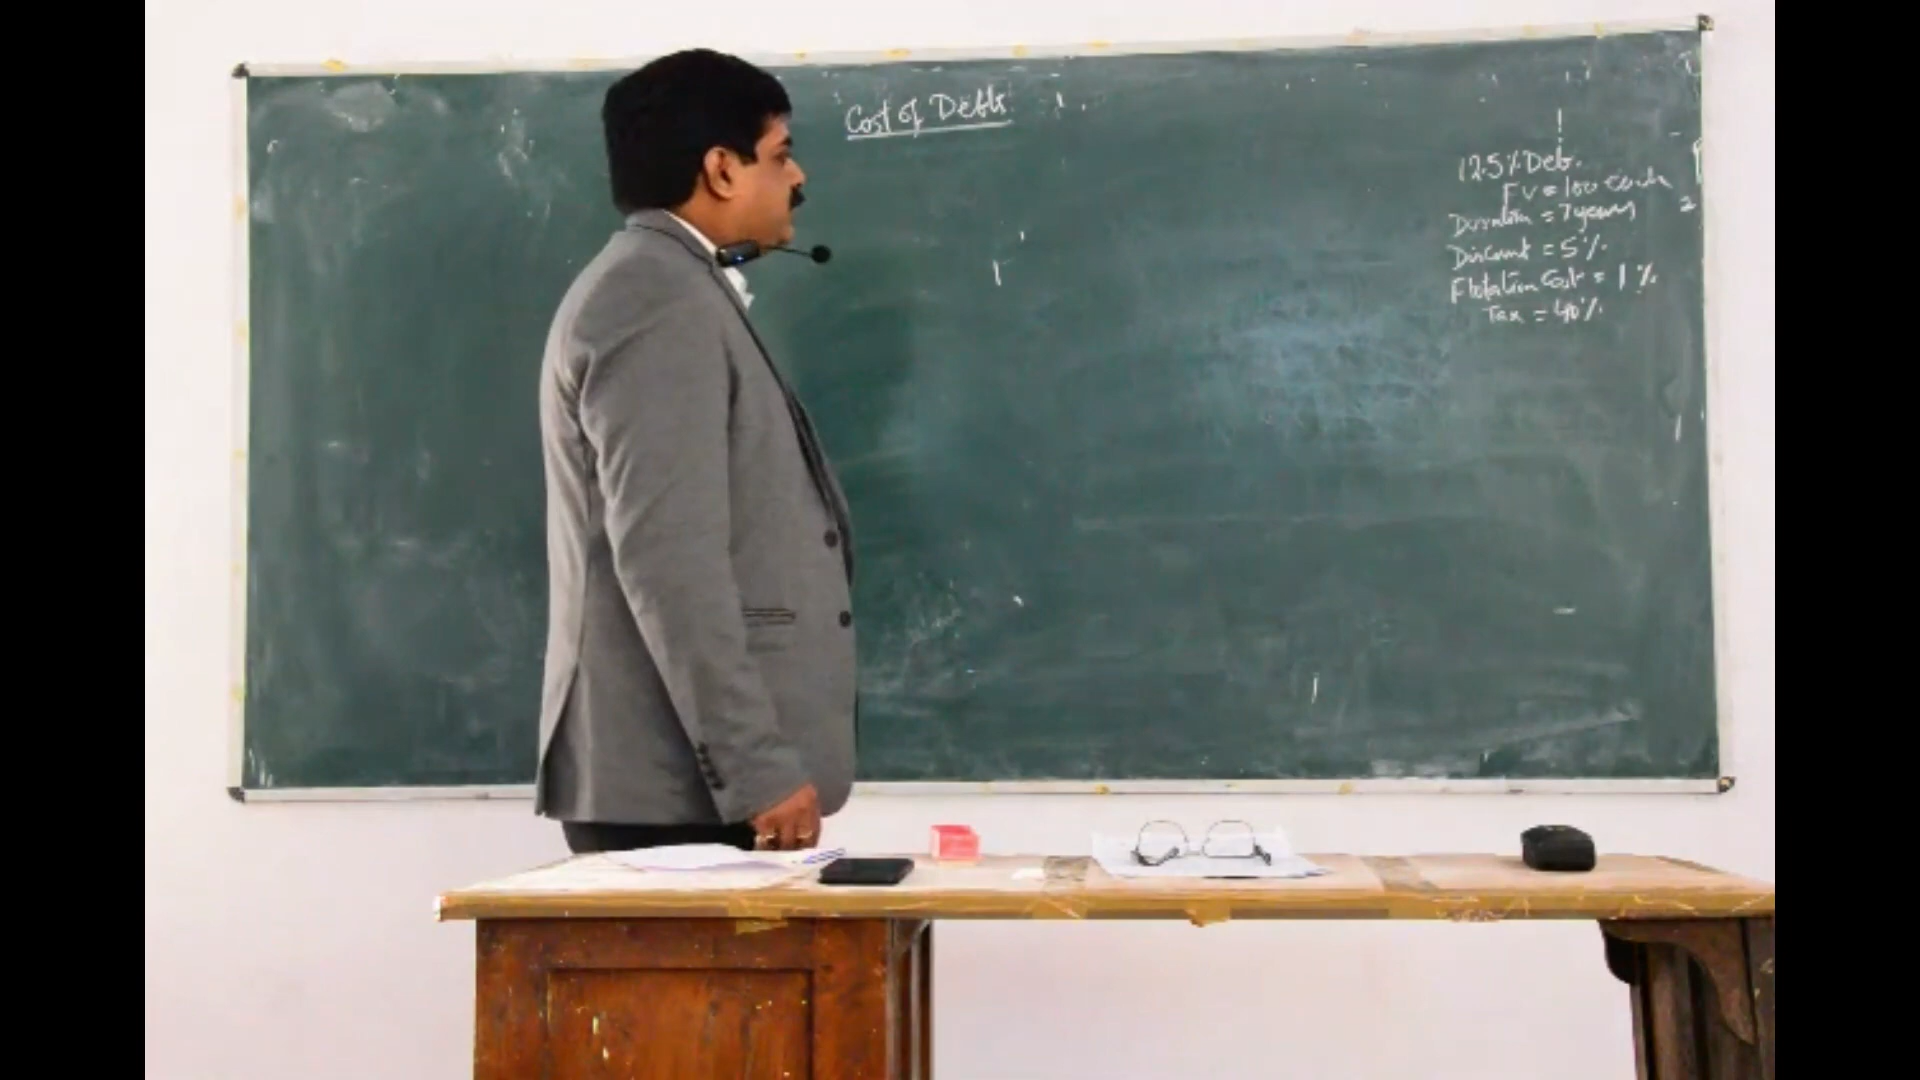 Cost of Debt
12.5% Deb.
FV = 100 each
Duration = 7 years
Discount = 5%
Flotation Cost = 1%
Tax = 40%